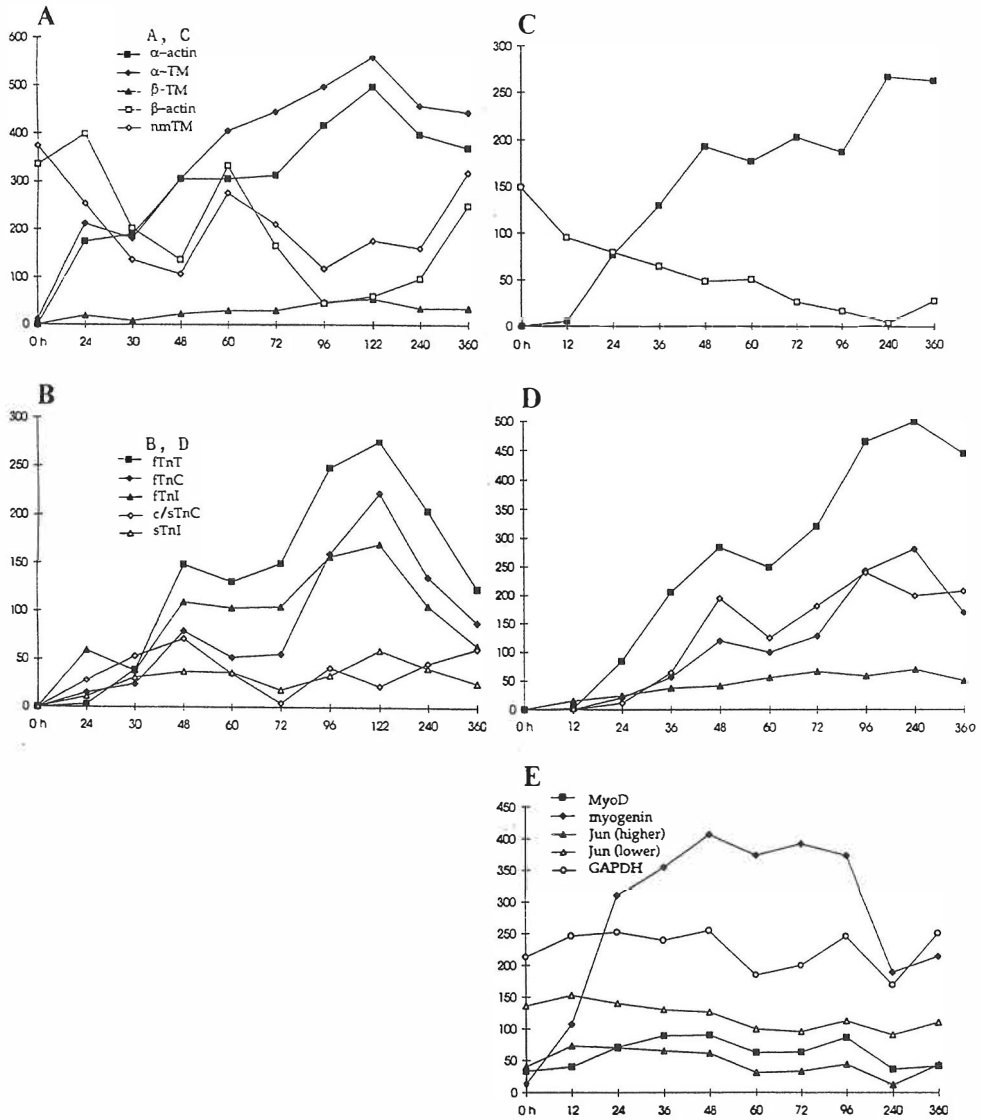 A
A, C
α-actin
α-TM
β-TM
β-actin
nmTM
600
500
400
300
200
100
0
0 h 24 30 48 60 72 96 122 240 360
C
300
250
200
150
100
50
0
0 h 12 24 36 48 60 72 96 240 360
B
B, D
fTnT
fTnC
fTnI
c/sTnC
sTnI
300
250
200
150
100
50
0
0 h 24 30 48 60 72 96 122 240 360
D
500
450
400
350
300
250
200
150
100
50
0
0 h 12 24 36 48 60 72 96 240 360
E
MyoD
myogenin
Jun (higher)
Jun (lower)
GAPDH
450
400
350
300
250
200
150
100
50
0
0 h 12 24 36 48 60 72 96 240 360